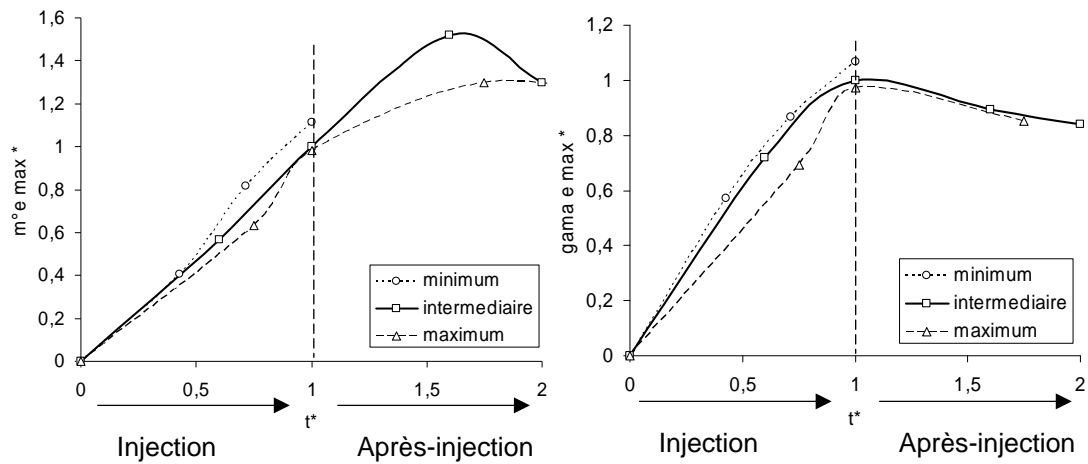 m°e max *
1,6
1,4
1,2
1
0,8
0,6
0,4
0,2
0
minimum
intermediaire
maximum
0
0,5
1
1,5
2
t*
Injection
Après-injection
gama e max *
1,2
1
0,8
0,6
0,4
0,2
0
minimum
intermediaire
maximum
0
0,5
1
1,5
2
t*
Injection
Après-injection